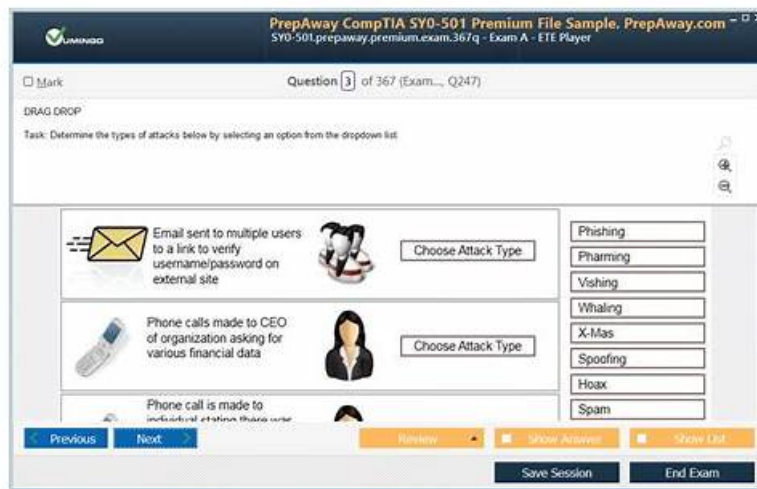 PrepAway CompTIA SY0-501 Premium File Sample. PrepAway.com
VUMINGO
SY0-501.prepaway.premium.exam.367q - Exam A - ETE Player
Mark
Question 3 of 367 (Exam..., Q247)
DRAG DROP
Task: Determine the types of attacks below by selecting an option from the dropdown list
Email sent to multiple users
to a link to verify
username/password on
external site
Choose Attack Type
Phone calls made to CEO
of organization asking for
various financial data
Choose Attack Type
Phone call is made to
individual stating there was
Phishing
Pharming
Vishing
Whaling
X-Mas
Spoofing
Hoax
Spam
Previous
Next
Review
Show Answer
Show List
Save Session
End Exam